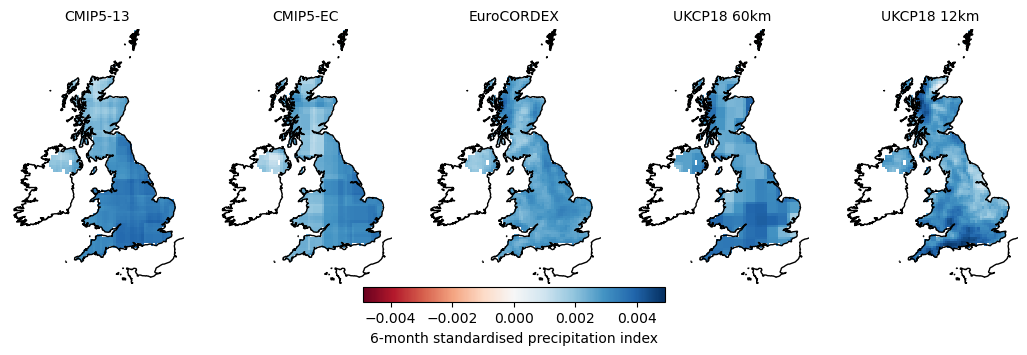 CMIP5-13 CMIP5-EC EuroCORDEX UKCP18 60km UKCP18 12km
−0.004 −0.002 0.000 0.002 0.004
6-month standardised precipitation index